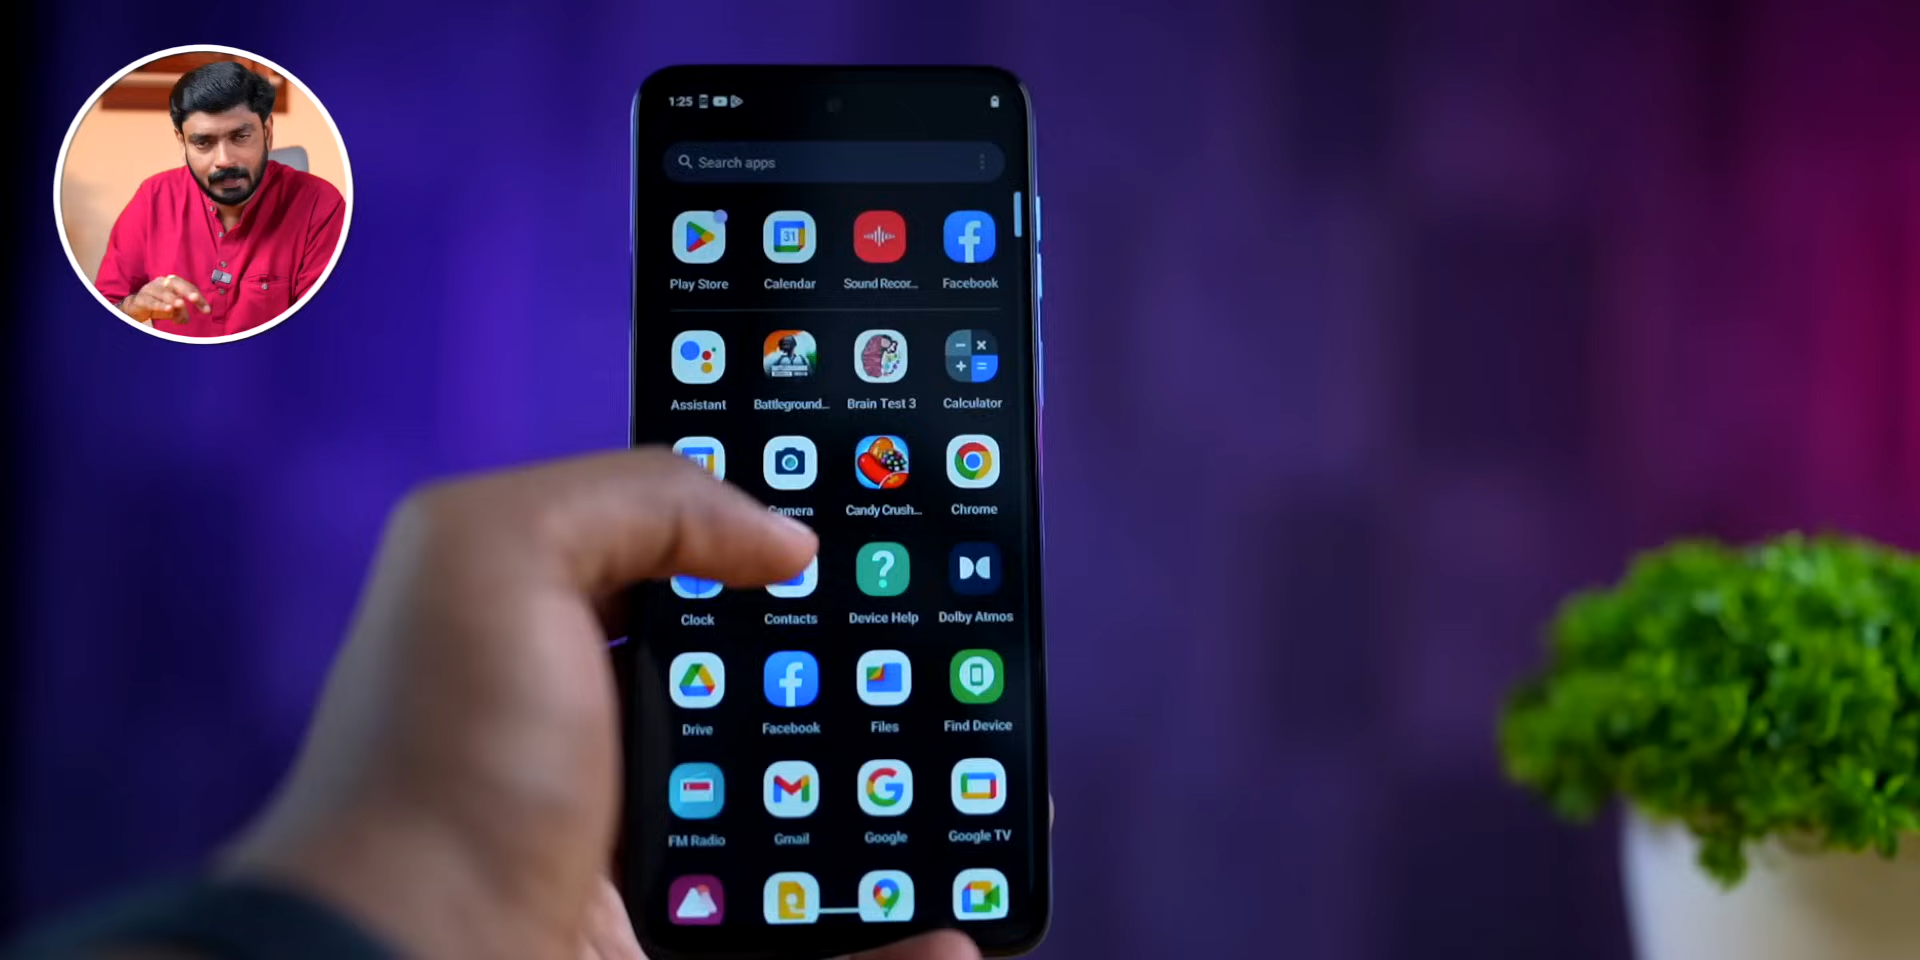 1:25
Search apps
Play Store
Calendar
31
Sound Recor...
Facebook
Assistant
Battleground...
Brain Test 3
Calculator
Camera
Candy Crush...
Chrome
Clock
Contacts
Device Help
Dolby Atmos
Drive
Facebook
Files
Find Device
FM Radio
Gmail
Google
Google TV